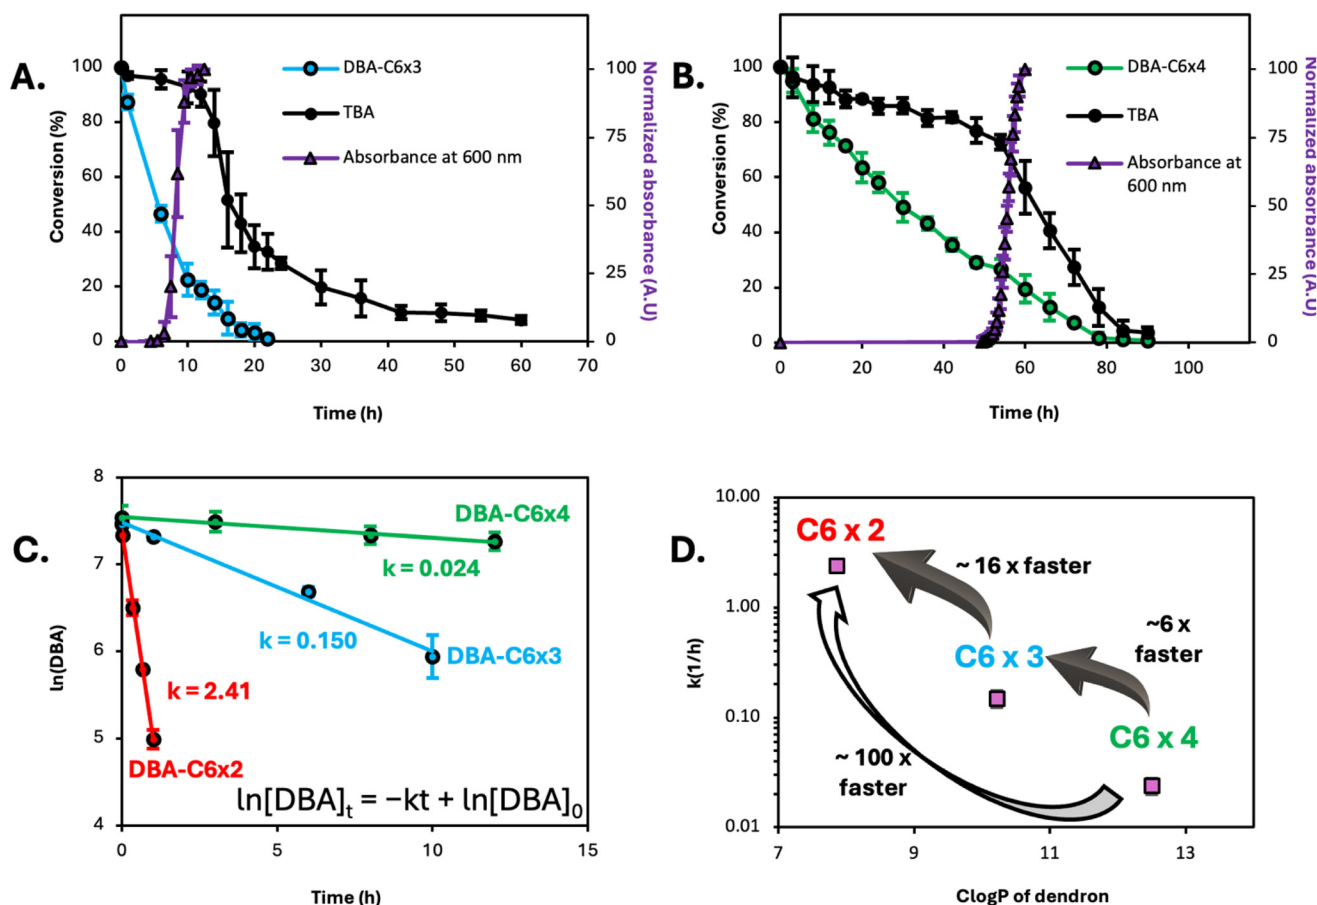 A.
Conversion (%)
100
80
60
40
20
0
0 10 20 30 40 50 60 70
Time (h)
DBA-C6x3
TBA
Absorbance at 600 nm
100
75
50
25
0
Normalized absorbance (A.U)
B.
Conversion (%)
100
80
60
40
20
0
0 20 40 60 80 100
Time (h)
DBA-C6x4
TBA
Absorbance at
600 nm
100
75
50
25
0
Normalized absorbance (A.U)
C.
ln(DBA)
8
7
6
5
4
0 5 10 15
Time (h)
DBA-C6x4
k = 0.024
k = 0.150
DBA-C6x3
k = 2.41
DBA-C6x2
ln[DBA]t = −kt + ln[DBA]0
D.
k(1/h)
10.00
1.00
0.10
0.01
7 9 11 13
ClogP of dendron
C6 x 2
~ 16 x faster
C6 x 3
~6 x
faster
C6 x 4
~ 100 x
faster